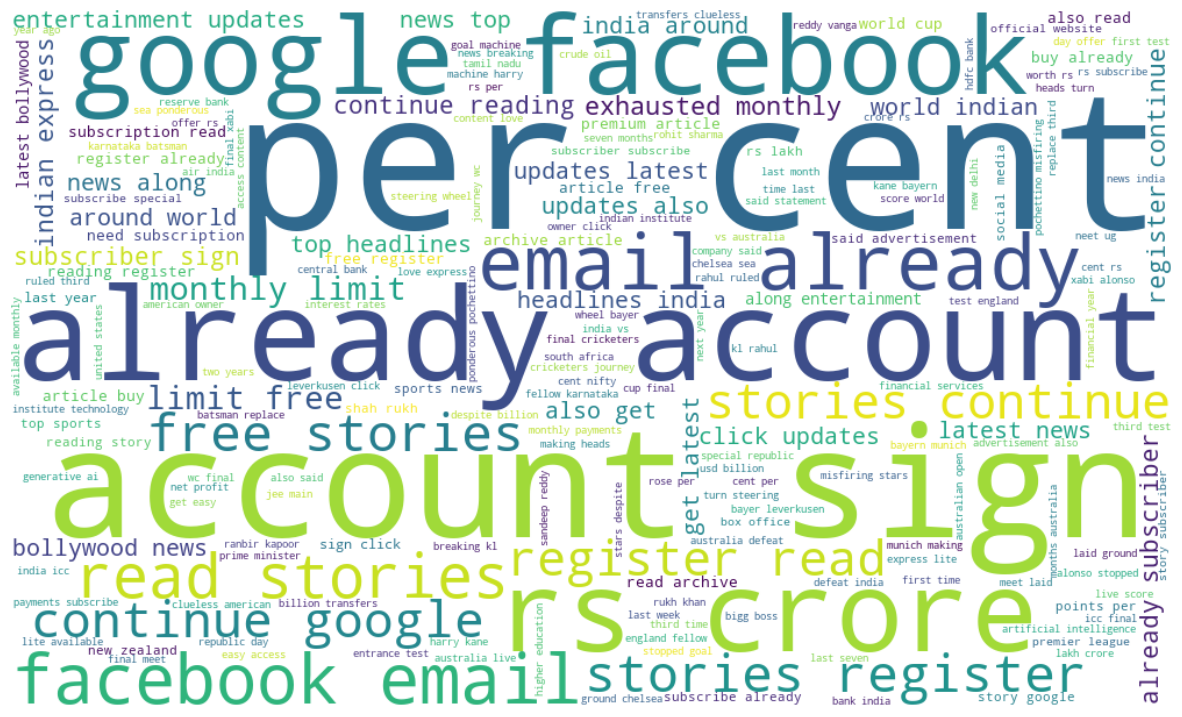 google facebook
per cent
already account
account sign
rs crore
email already
facebook email
continue google
read stories
register read
stories register
stories continue
free stories
limit free
monthly limit
entertainment updates
news top
india around
transfers clueless
reddy vanga
world cup
official website
also read
year ago
goal machine
news breaking
tamil nadu
machine harry
rs per
crude oil
hdfc bank
day offer
first test
buy already
worth rs
rs subscribe
heads turn
latest bollywood
indian express
reserve bank
sea ponderous
offer rs
subscription read
karnataka batsman
register already
air india
final xabi
access content
continue reading
content love
exhausted monthly
premium article
seven months
rohit sharma
subscriber subscribe
crore rs
world indian
rs lakh
last month
time last
said statement
kane bayern
score world
new delhi
social media
pochettino misfiring
replace third
news india
register continue
news along
subscribe special
around world
need subscription
subscriber sign
reading register
ruled third
last year
steering wheel
journey wc
updates latest
article free
updates also
indian institute
owner click
top headlines
archive article
free register
central bank
love express
vs australia
company said
chelsea sea
rahul ruled
said advertisement
neet ug
cent rs
xabi alonso
american owner
interest rates
available monthly
united states
ponderous pochettino
headlines india
wheel bayer
india vs
final cricketers
next year
along entertainment
test england
kl rahul
financial year
two years
leverkusen click
sports news
south africa
cricketers journey
cent nifty
cup final
fellow karnataka
financial services
article buy
institute technology
top sports
batsman replace
shah rukh
despite billion
monthly payments
making heads
also get
reading story
get latest
click updates
latest news
third test
bayern munich
advertisement also
special republic
usd billion
misfiring stars
generative ai
wc final
net profit
also said
jee main
get easy
sandeep reddy
stars despite
rose per
cent per
turn steering
bayer leverkusen
box office
australia defeat
australian open
months australia
already subscriber
story subscriber
bollywood news
ranbir kapoor
prime minister
sign click
breaking kl
munich making
express lite
laid ground
india icc
read archive
defeat india
first time
meet laid
alonso stopped
payments subscribe
clueless american
billion transfers
higher education
rukh khan
last week
bigg boss
third time
england fellow
stopped goal
live score
points per
icc final
artificial intelligence
premier league
lakh crore
lite available
republic day
new zealand
final meet
easy access
entrance test
harry kane
australia live
ground chelsea
subscribe already
last seven
bank india
story google